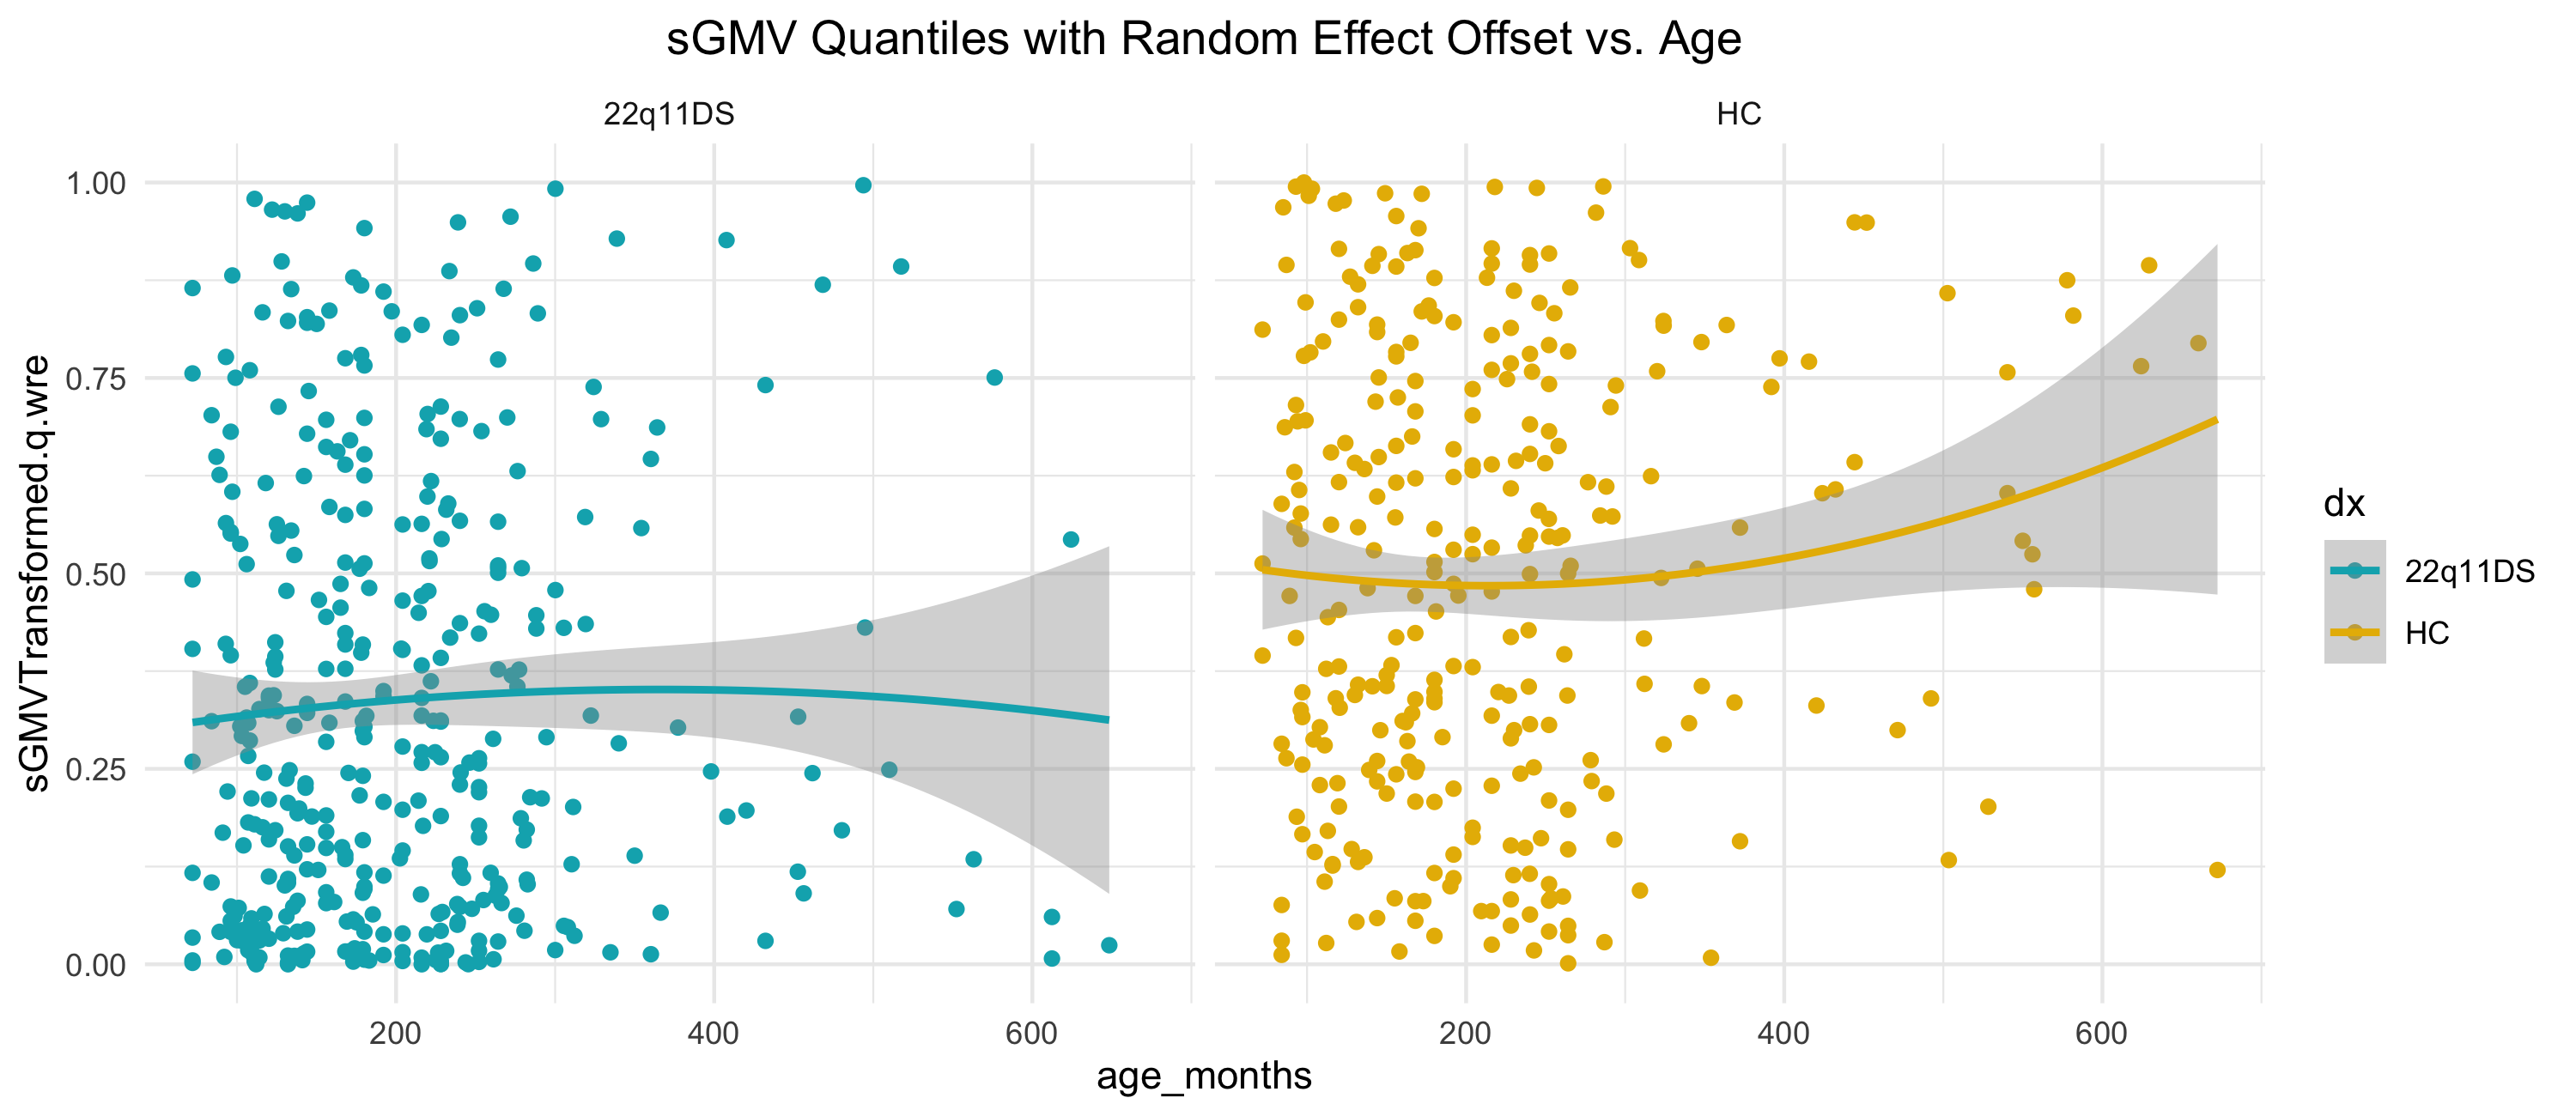 sGMV Quantiles with Random Effect Offset vs. Age
22q11DS
HC
sGMVTransformed.q.wre
1.00
0.75
0.50
0.25
0.00
200
400
600
200
400
600
age_months
dx
22q11DS
HC